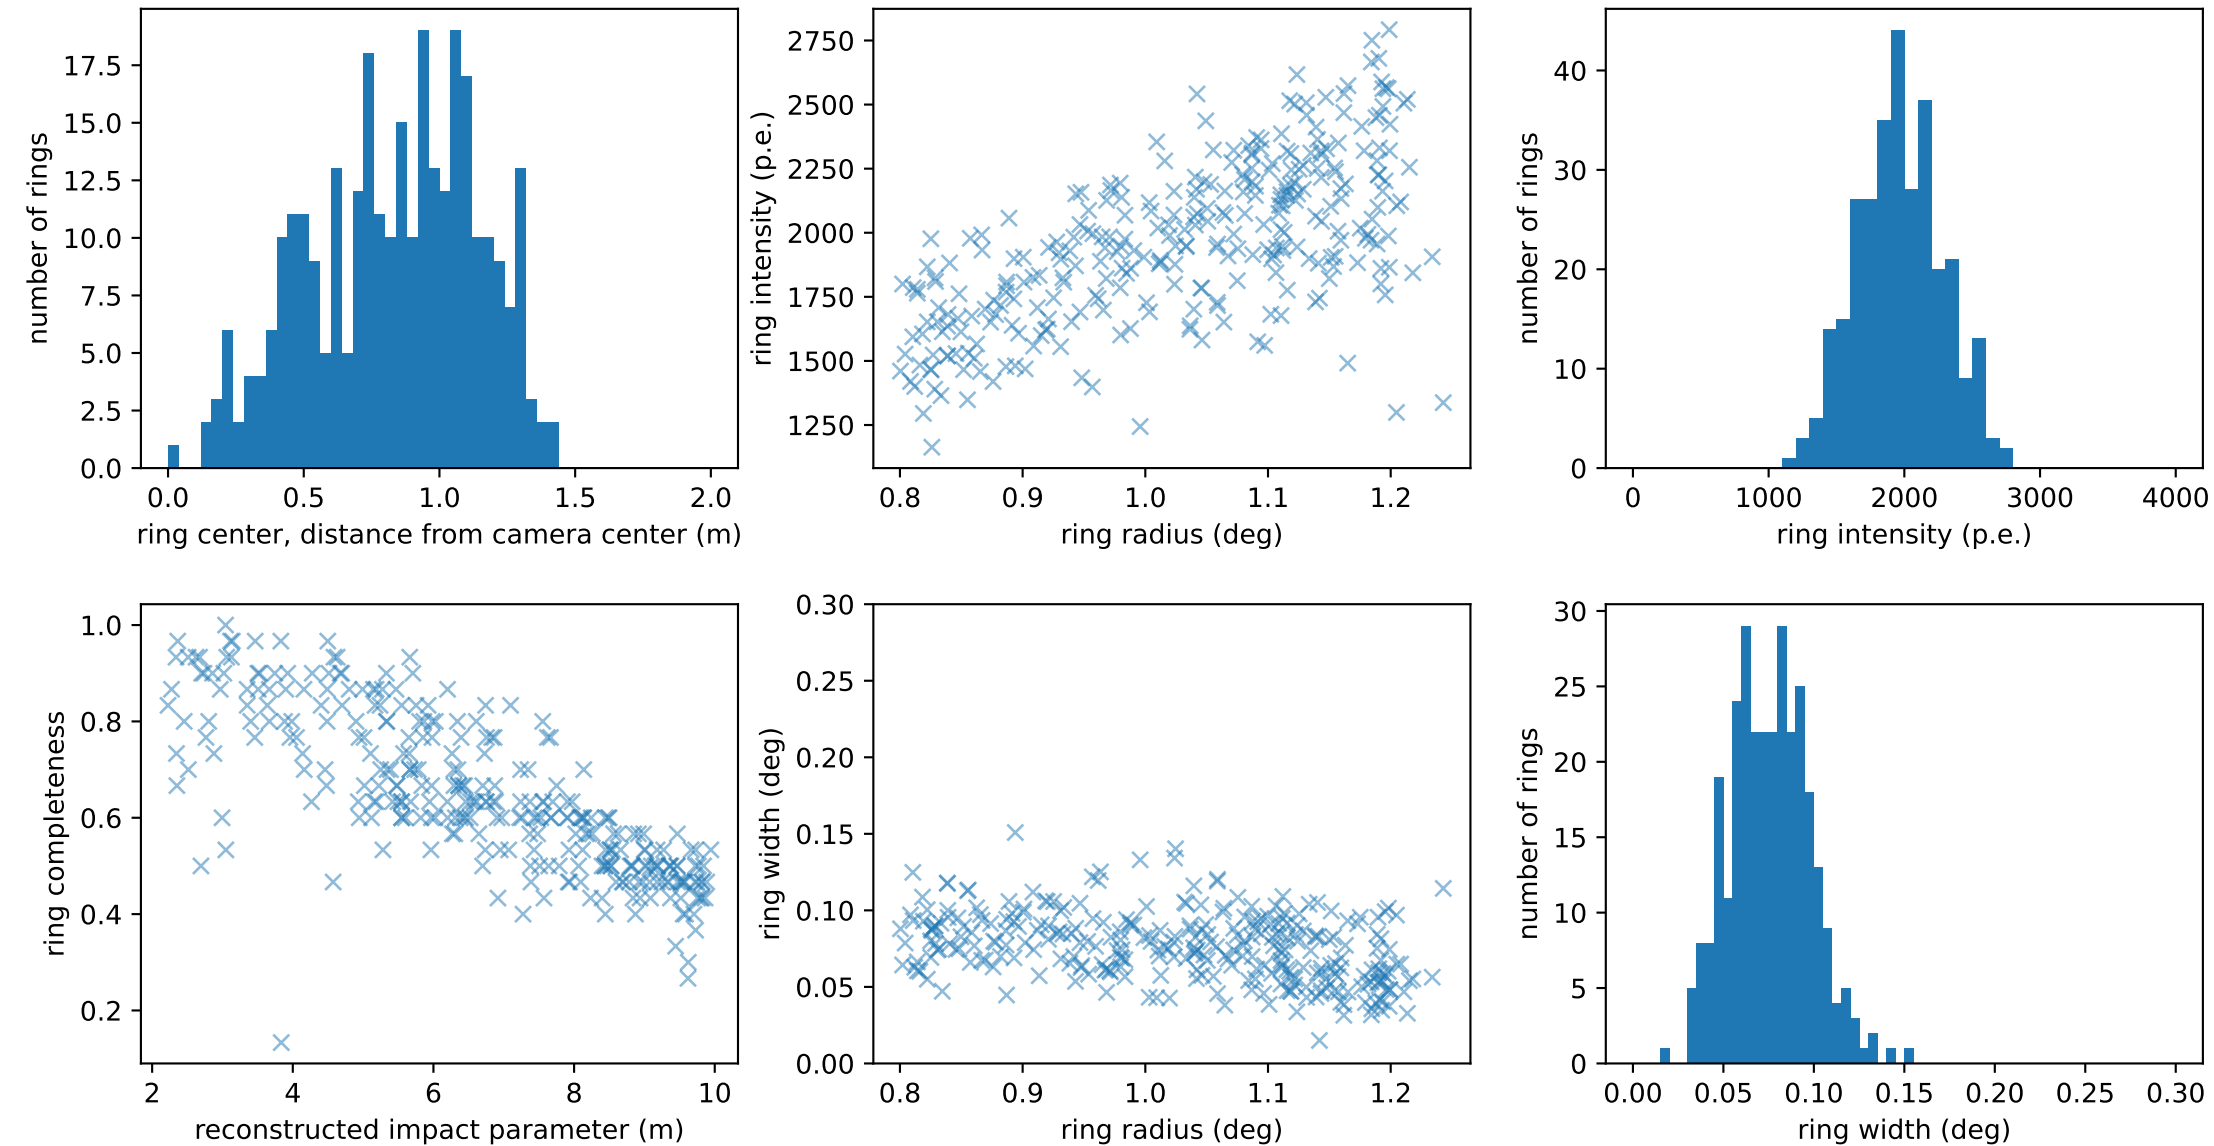 17.5
15.0
12.5
10.0
7.5
5.0
2.5
0.0
number of rings
0.0 0.5 1.0 1.5 2.0
ring center, distance from camera center (m)
2750
2500
2250
2000
1750
1500
1250
ring intensity (p.e.)
0.8 0.9 1.0 1.1 1.2
ring radius (deg)
40
30
20
10
0
number of rings
0 1000 2000 3000 4000
ring intensity (p.e.)
1.0
0.8
0.6
0.4
0.2
ring completeness
2 4 6 8 10
reconstructed impact parameter (m)
0.30
0.25
0.20
0.15
0.10
0.05
0.00
ring width (deg)
0.8 0.9 1.0 1.1 1.2
ring radius (deg)
30
25
20
15
10
5
0
number of rings
0.00 0.05 0.10 0.15 0.20 0.25 0.30
ring width (deg)